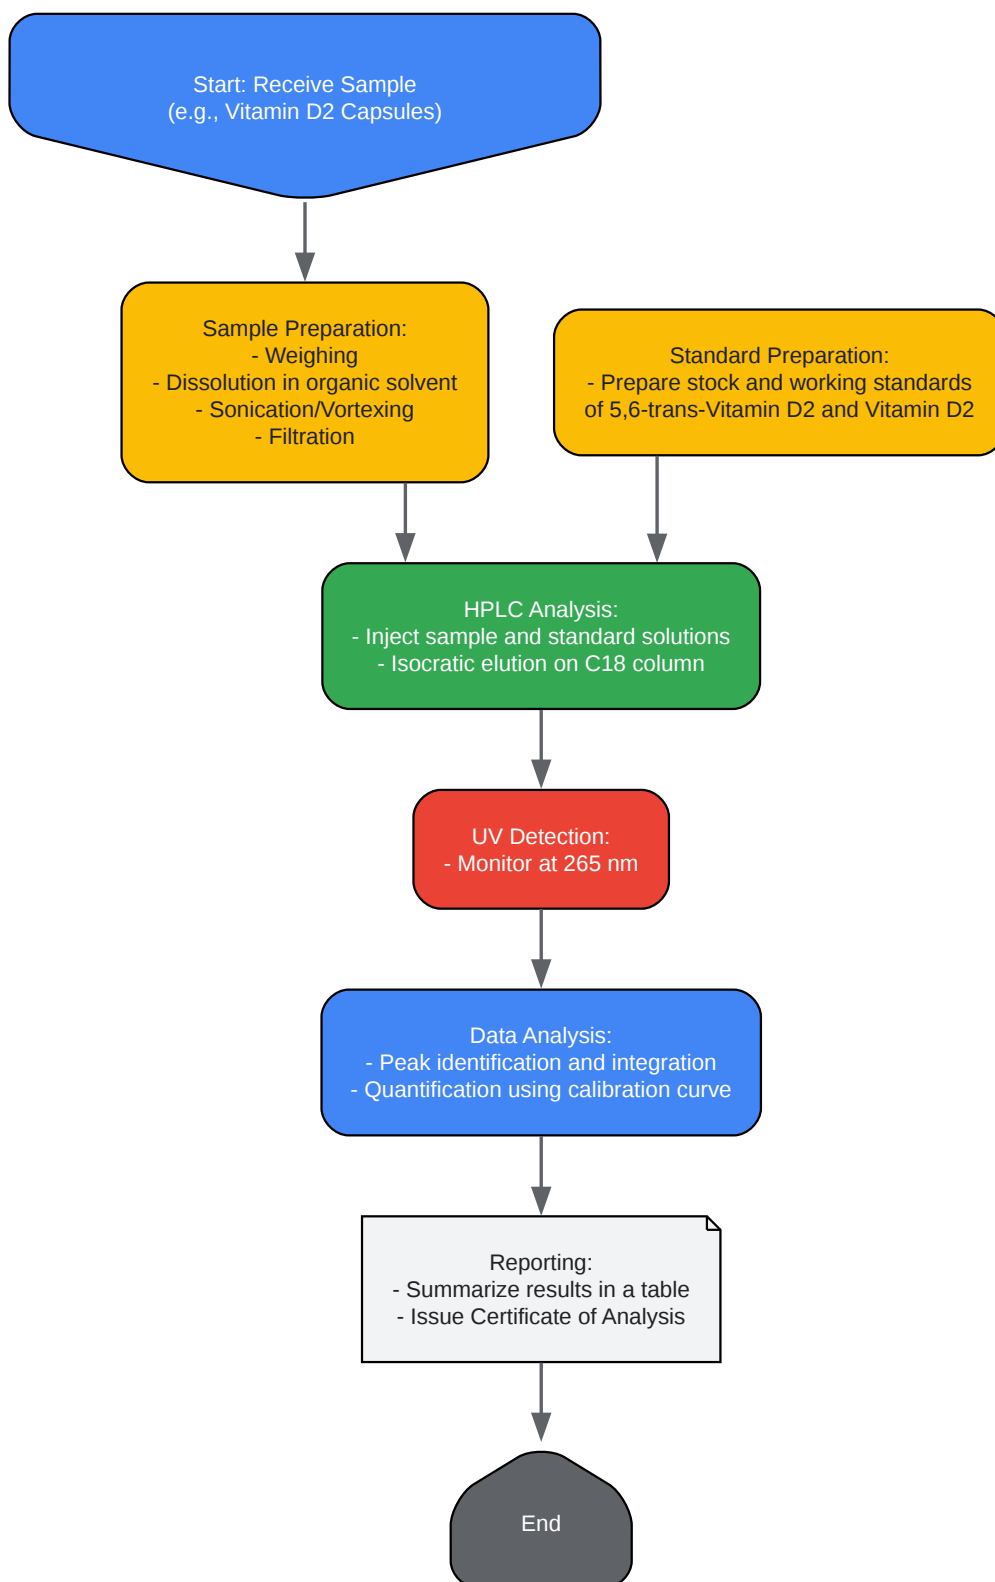 Start: Receive Sample
(e.g., Vitamin D2 Capsules)
Sample Preparation:
- Weighing
- Dissolution in organic solvent
- Sonication/Vortexing
- Filtration
Standard Preparation:
- Prepare stock and working standards
of 5,6-trans-Vitamin D2 and Vitamin D2
HPLC Analysis:
- Inject sample and standard solutions
- Isocratic elution on C18 column
UV Detection:
- Monitor at 265 nm
Data Analysis:
- Peak identification and integration
- Quantification using calibration curve
Reporting:
- Summarize results in a table
- Issue Certificate of Analysis
End